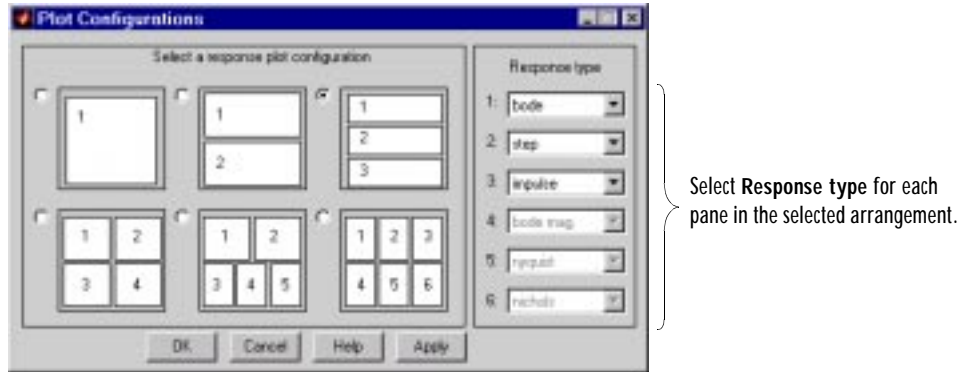 Plot Configurations
Select a response plot configuration
1
1
2
1
2
3
1 2
3 4
1 2
3 4 5
1 2 3
4 5 6
Response type
1: bode
2: step
3: impulse
4: bode mag.
5: nyquist
6: nichols
OK Cancel Help Apply
Select Response type for each
pane in the selected arrangement.